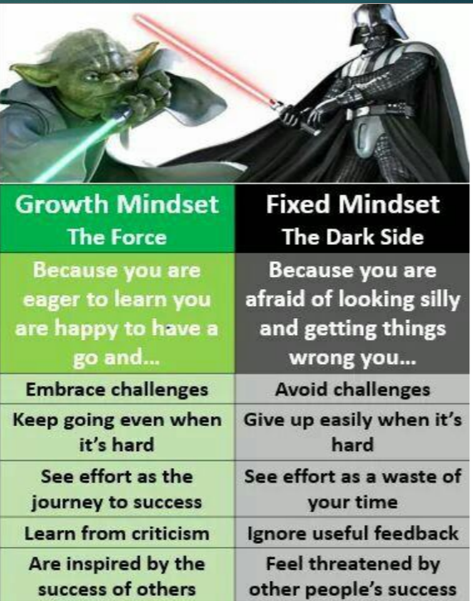 Growth Mindset
The Force
Fixed Mindset
The Dark Side
Because you are
eager to learn you
are happy to have a
go and...
Because you are
afraid of looking silly
and getting things
wrong you...
Embrace challenges
Avoid challenges
Keep going even when
it's hard
Give up easily when it's
hard
See effort as the
journey to success
See effort as a waste of
your time
Learn from criticism
Ignore useful feedback
Are inspired by the
success of others
Feel threatened by
other people's success